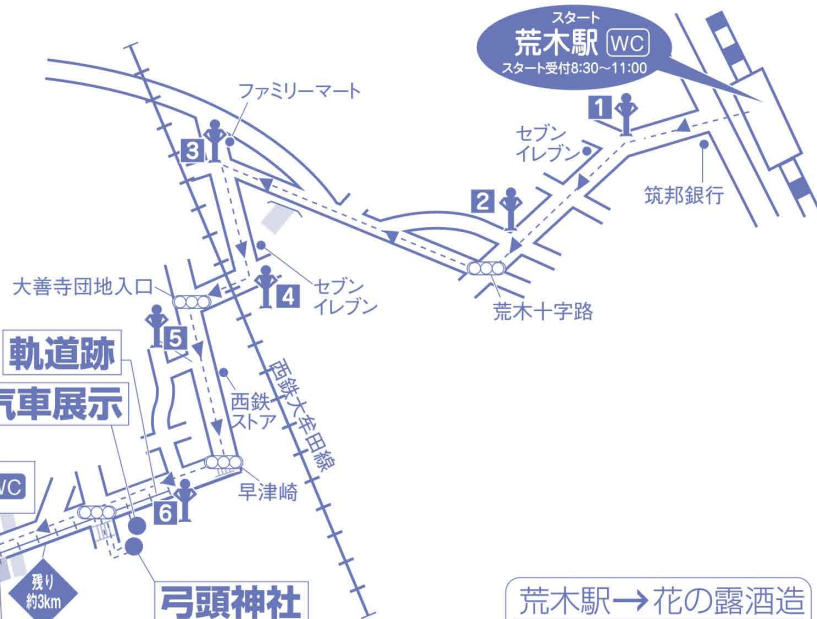 スタート
荒木駅 WC
スタート受付8:30〜11:00
ファミリーマート
1
セブン
イレブン
3
筑邦銀行
2
大善寺団地入口
セブン
イレブン
4
荒木十字路
5
軌道跡
西鉄
ストア
西鉄大牟田線
汽車展示
WC
早津崎
6
残り
約3km
弓頭神社
荒木駅→花の露酒造